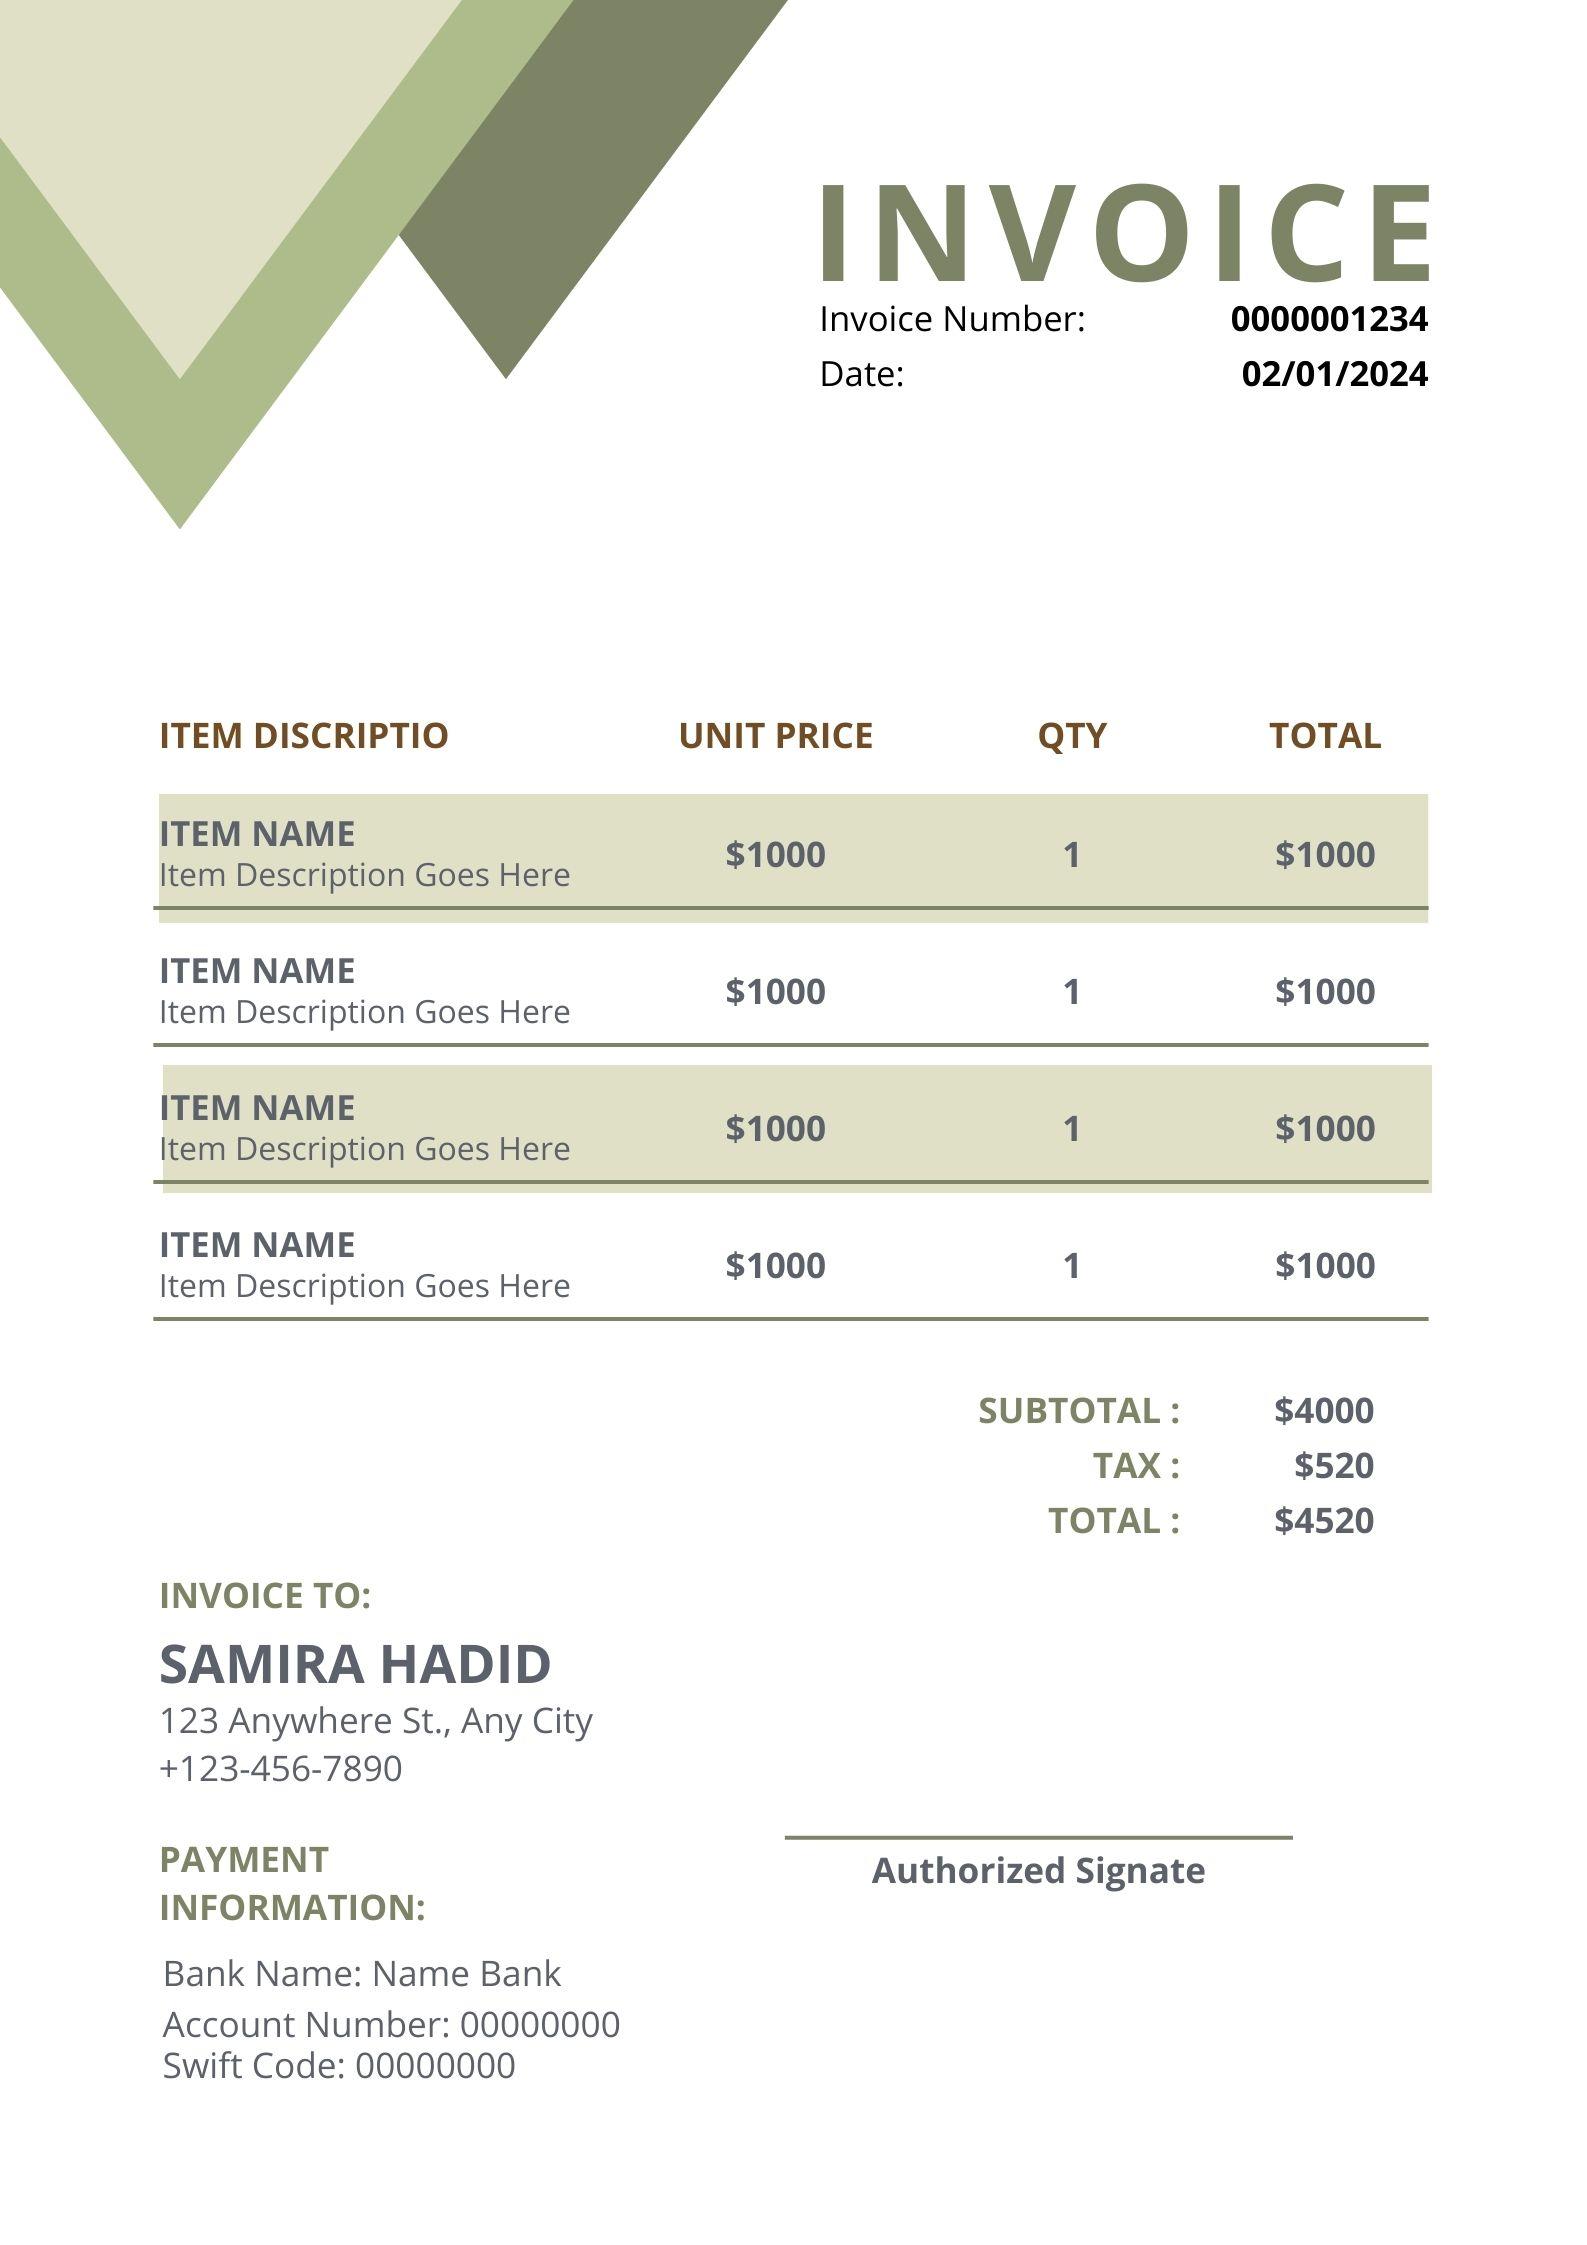 INVOICE
Invoice Number: 0000001234
Date: 02/01/2024
ITEM DISCRIPTIO UNIT PRICE QTY TOTAL
ITEM NAME
Item Description Goes Here $1000 1 $1000
ITEM NAME
Item Description Goes Here $1000 1 $1000
ITEM NAME
Item Description Goes Here $1000 1 $1000
ITEM NAME
Item Description Goes Here $1000 1 $1000
SUBTOTAL : $4000
TAX : $520
TOTAL : $4520
INVOICE TO:
SAMIRA HADID
123 Anywhere St., Any City
+123-456-7890
PAYMENT
INFORMATION:
Bank Name: Name Bank
Account Number: 00000000
Swift Code: 00000000
Authorized Signate